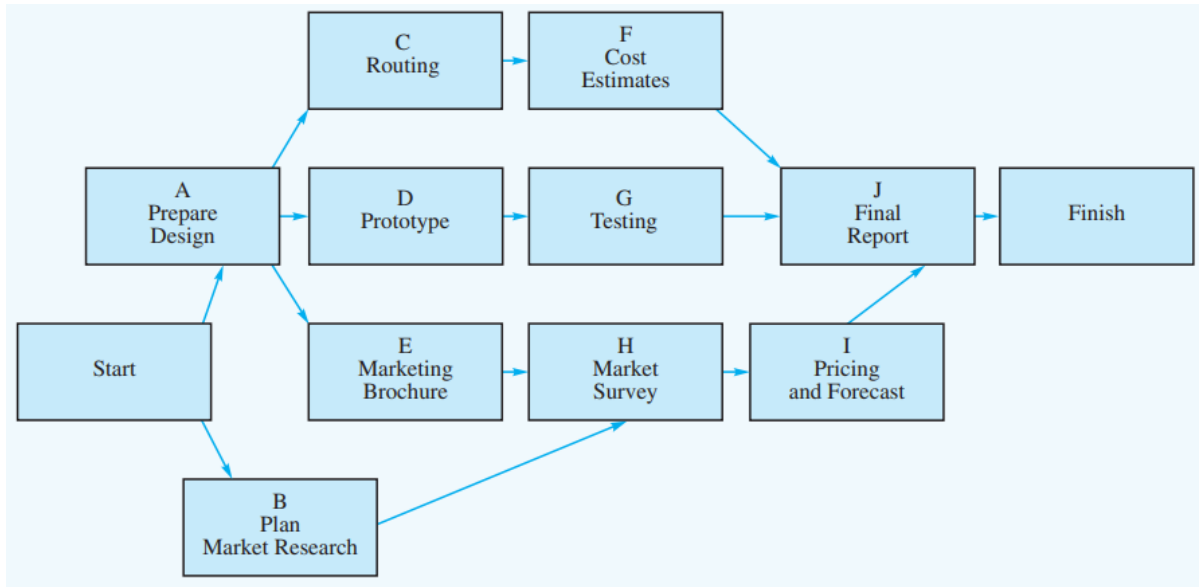 C
Routing
F
Cost
Estimates
A
Prepare
Design
D
Prototype
G
Testing
J
Final
Report
Finish
Start
E
Marketing
Brochure
H
Market
Survey
I
Pricing
and Forecast
B
Plan
Market Research